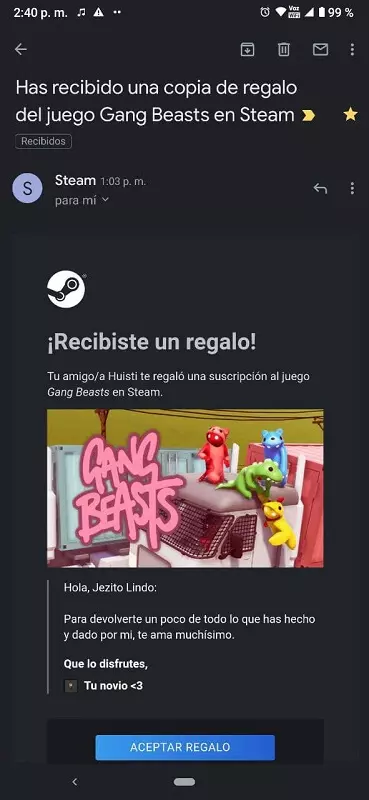 2:40 p. m.
Voz
WiFi
99 %
Has recibido una copia de regalo
del juego Gang Beasts en Steam
Recibidos
S
Steam 1:03 p. m.
para mí
¡Recibiste un regalo!
Tu amigo/a Huisti te regaló una suscripción al juego
Gang Beasts en Steam.
GANG
BEASTS
Hola, Jezito Lindo:
Para devolverte un poco de todo lo que has hecho
y dado por mi, te ama muchísimo.
Que lo disfrutes,
Tu novio <3
ACEPTAR REGALO